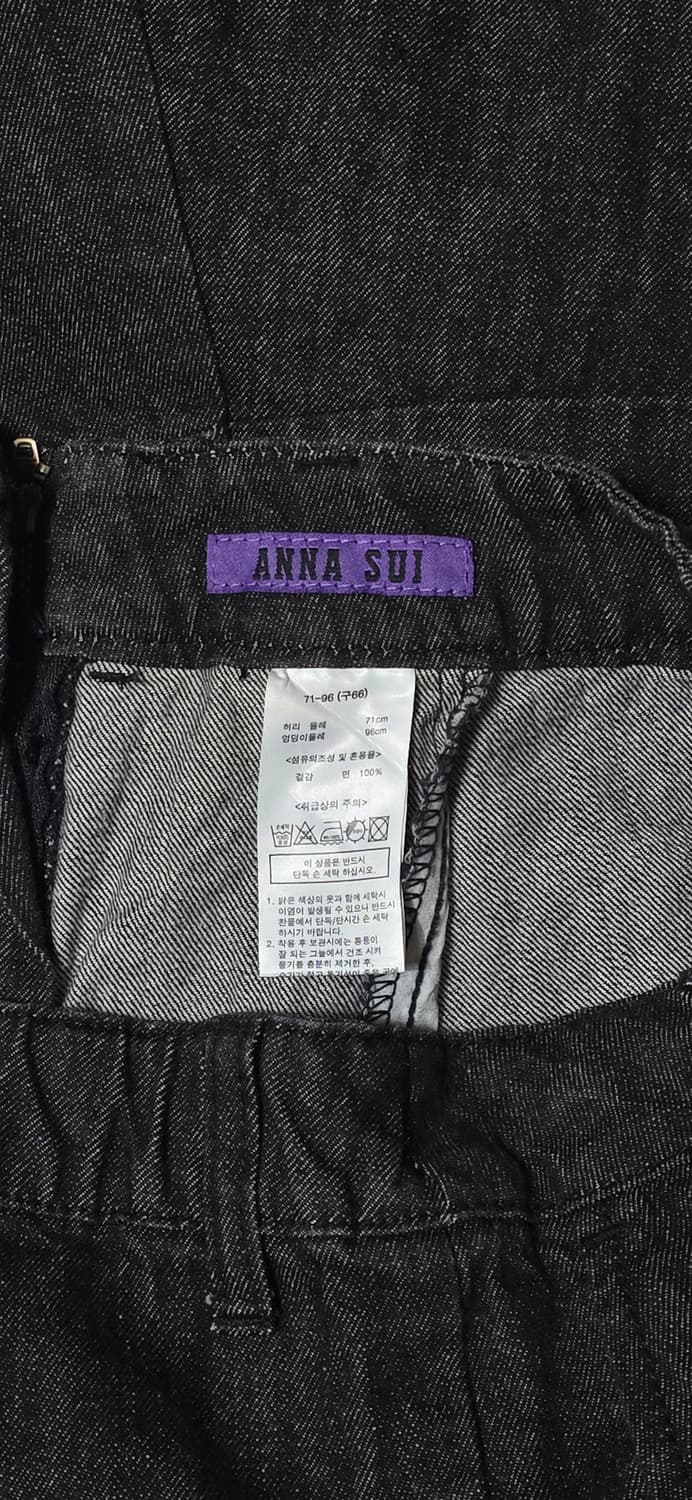 ANNA SUI
71-96 (구66)
허리 둘레 71cm
엉덩이둘레 96cm
<섬유의조성 및 혼용율>
겉감 면 100%
<취급상의 주의>
이 상품은 반드시
단독 손 세탁 하십시오.
1. 맑은 색상의 옷과 함께 세탁시
이염이 발생될 수 있으니 반드시
찬물에서 단독/단시간 손 세탁
하시기 바랍니다.
2. 착용 후 보관시에는 통풍이
잘 되는 그늘에서 건조 시켜
습기를 충분히 제거한 후,